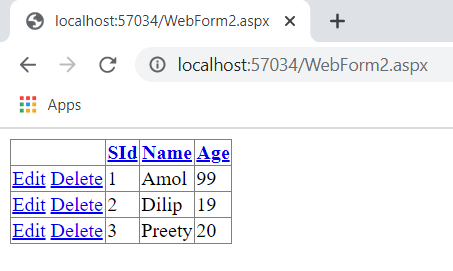 localhost:57034/WebForm2.aspx
localhost:57034/WebForm2.aspx
Apps
SId Name Age
Edit Delete 1 Amol 99
Edit Delete 2 Dilip 19
Edit Delete 3 Preety 20